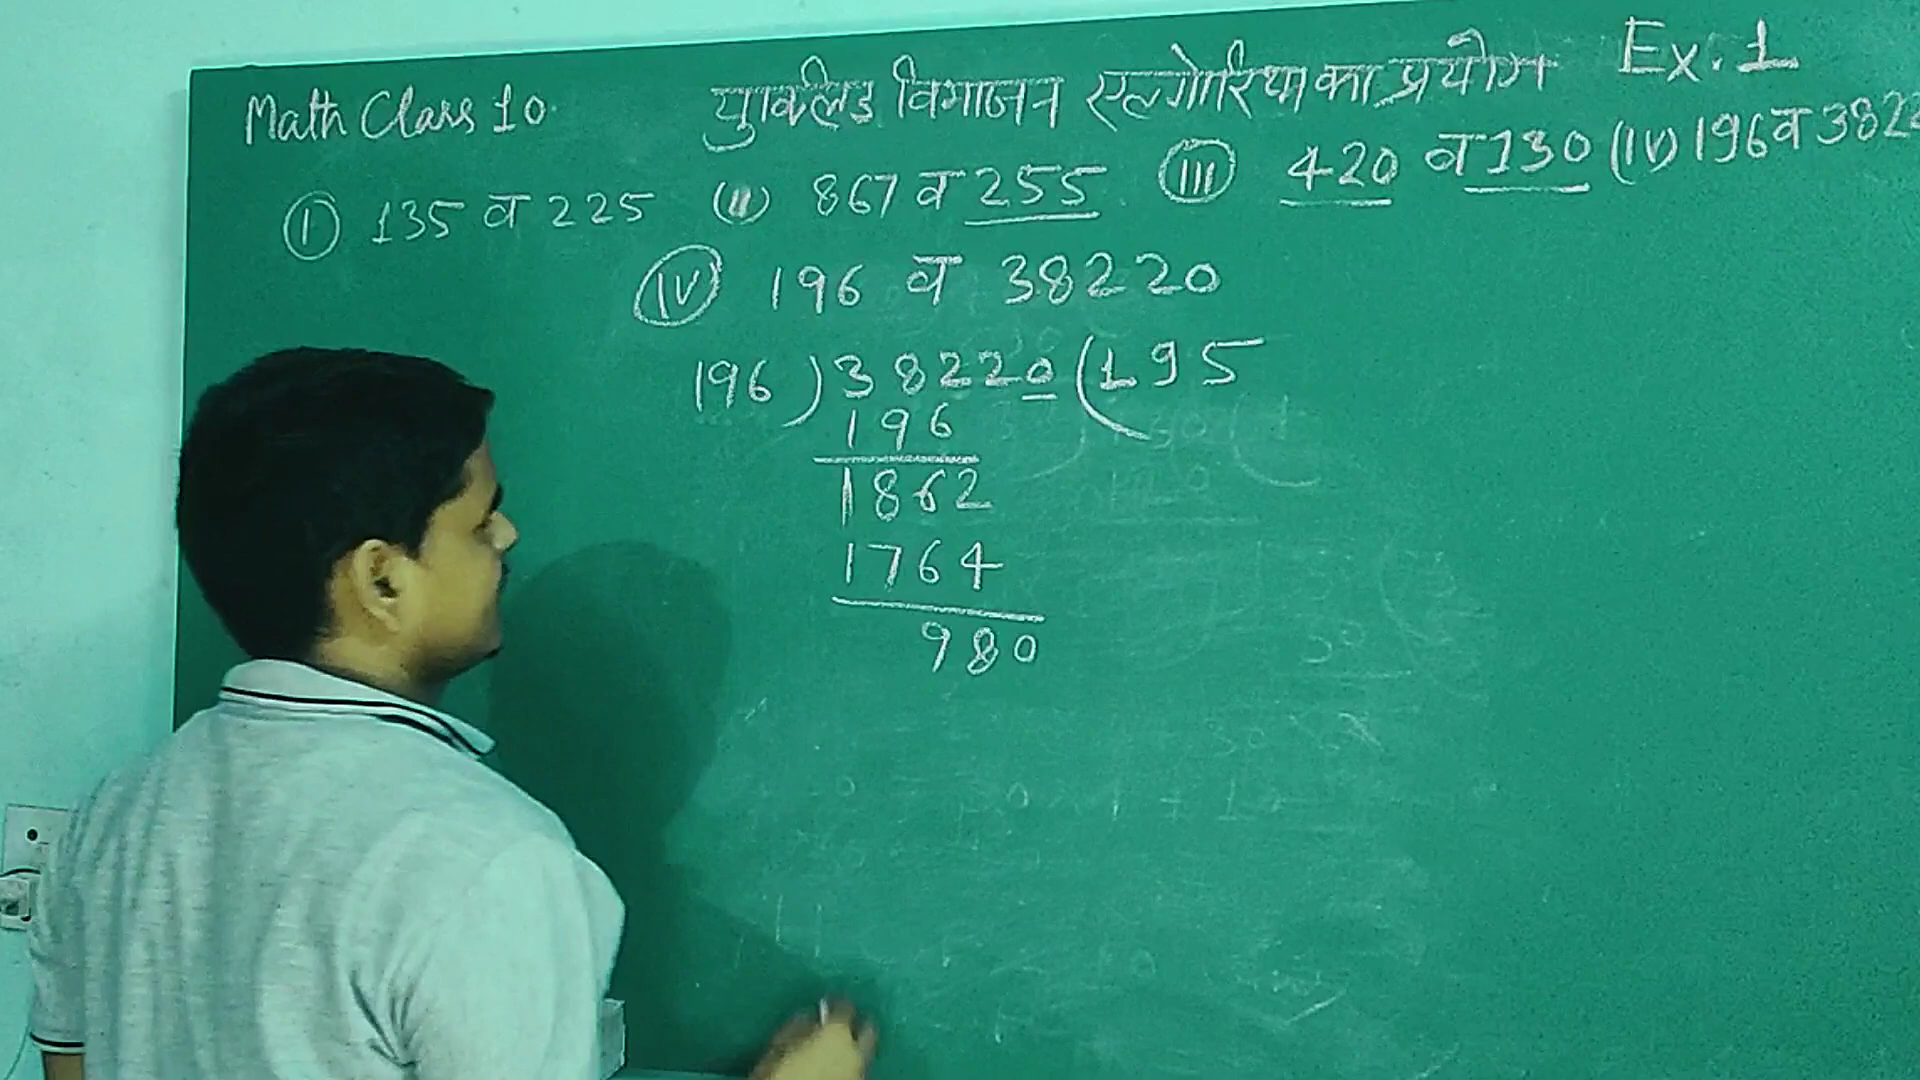 Math Class 10. युक्लिड विभाजन एल्गोरिथ्म का प्रयोग Ex. 1
(I) 135 व 225 (II) 867 व 255 (III) 420 व 130 (IV) 196 व 3822
(IV) 196 व 38220
196 ) 38220 ( 195
196
1862
1764
980